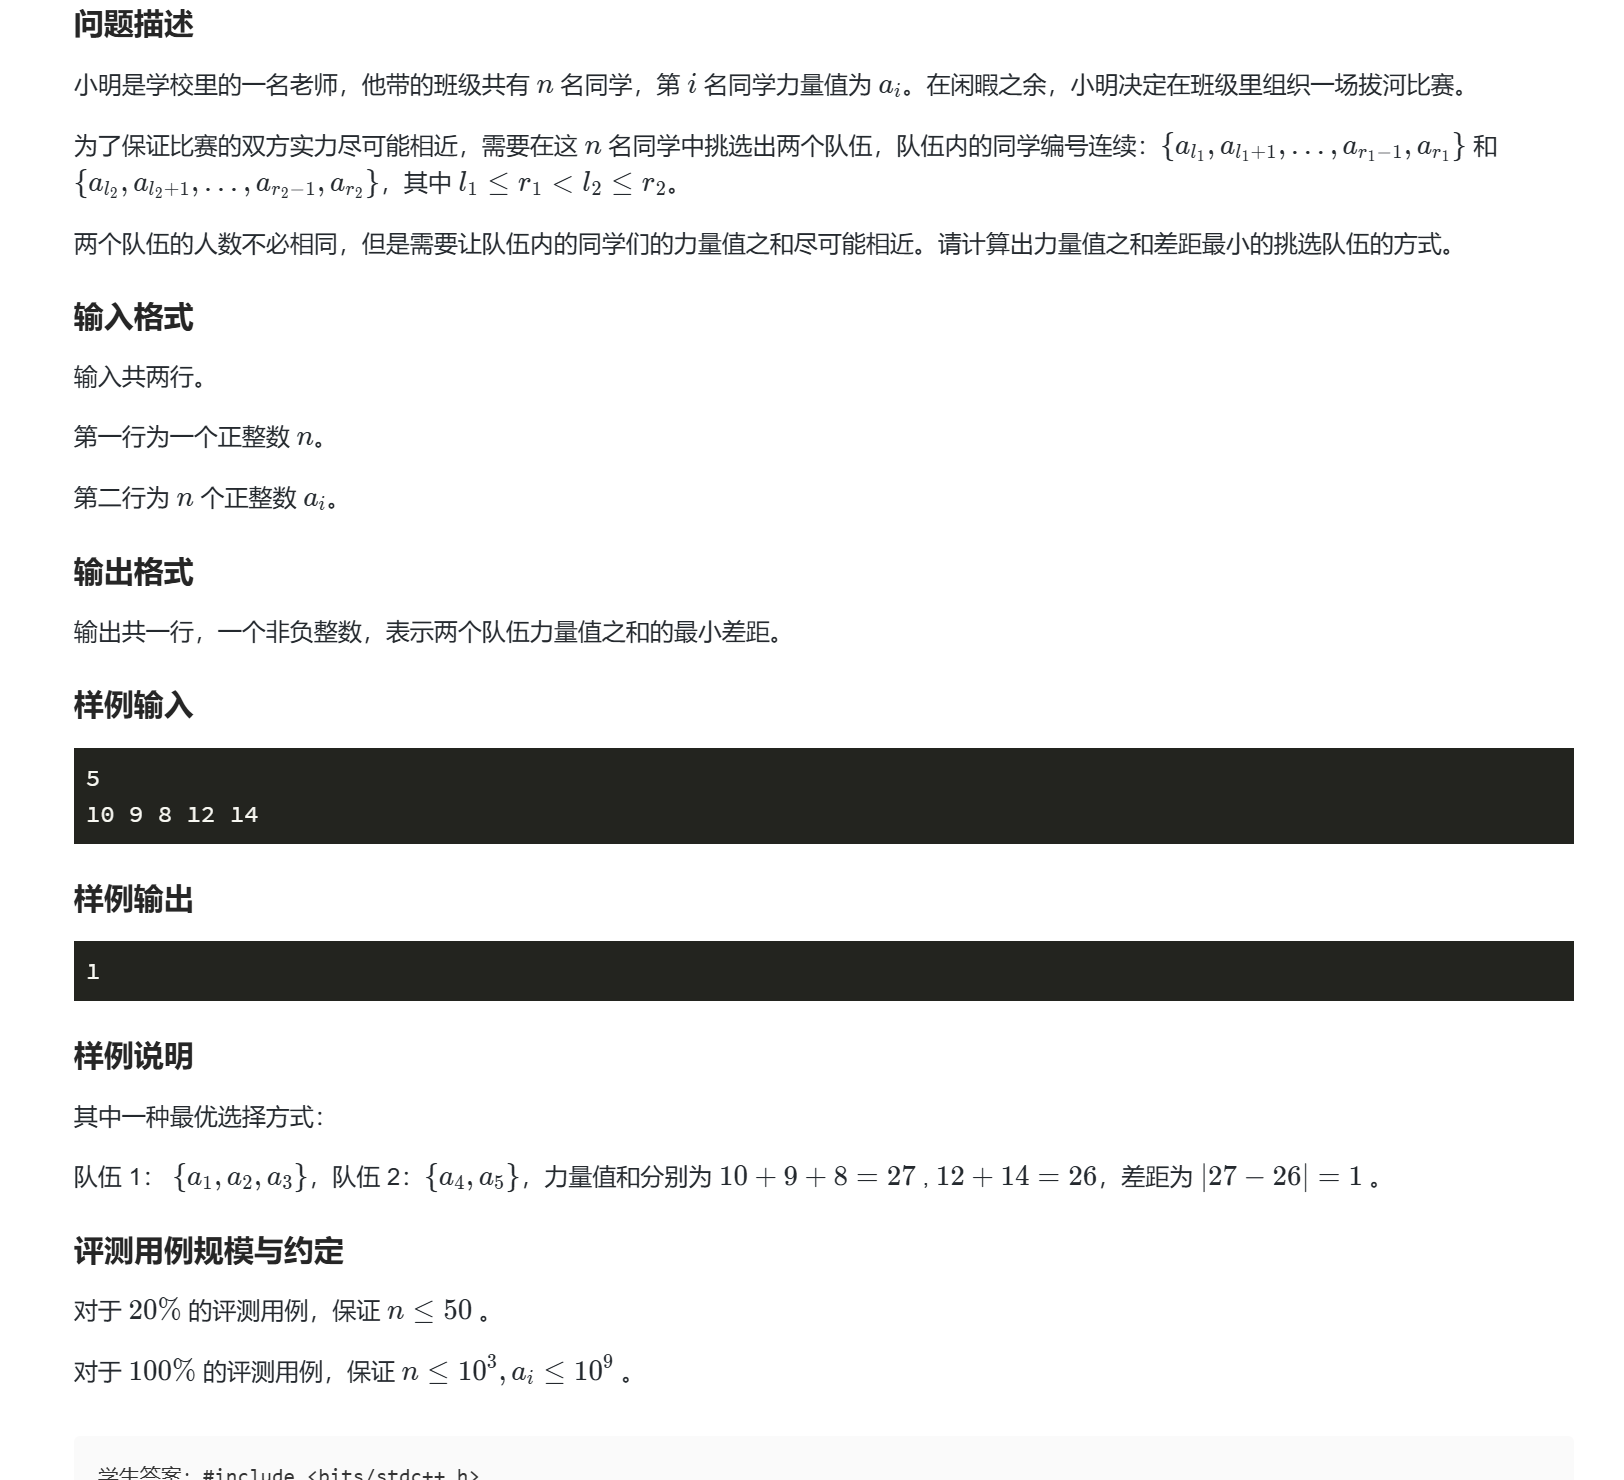 问题描述
小明是学校里的一名老师，他带的班级共有 n 名同学，第 i 名同学力量值为 a_i。在闲暇之余，小明决定在班级里组织一场拔河比赛。
为了保证比赛的双方实力尽可能相近，需要在这 n 名同学中挑选出两个队伍，队伍内的同学编号连续：{a_{l_1}, a_{l_1+1}, ..., a_{r_1-1}, a_{r_1}} 和
{a_{l_2}, a_{l_2+1}, ..., a_{r_2-1}, a_{r_2}}，其中 l_1 ≤ r_1 < l_2 ≤ r_2。
两个队伍的人数不必相同，但是需要让队伍内的同学们的力量值之和尽可能相近。请计算出力量值之和差距最小的挑选队伍的方式。
输入格式
输入共两行。
第一行为一个正整数 n。
第二行为 n 个正整数 a_i。
输出格式
输出共一行，一个非负整数，表示两个队伍力量值之和的最小差距。
样例输入
5
10 9 8 12 14
样例输出
1
样例说明
其中一种最优选择方式：
队伍 1： {a_1, a_2, a_3}，队伍 2：{a_4, a_5}，力量值和分别为 10 + 9 + 8 = 27 , 12 + 14 = 26，差距为 |27 − 26| = 1 。
评测用例规模与约定
对于 20% 的评测用例，保证 n ≤ 50 。
对于 100% 的评测用例，保证 n ≤ 10^3, a_i ≤ 10^9 。
学生答案：#include <bits/stdc++.h>